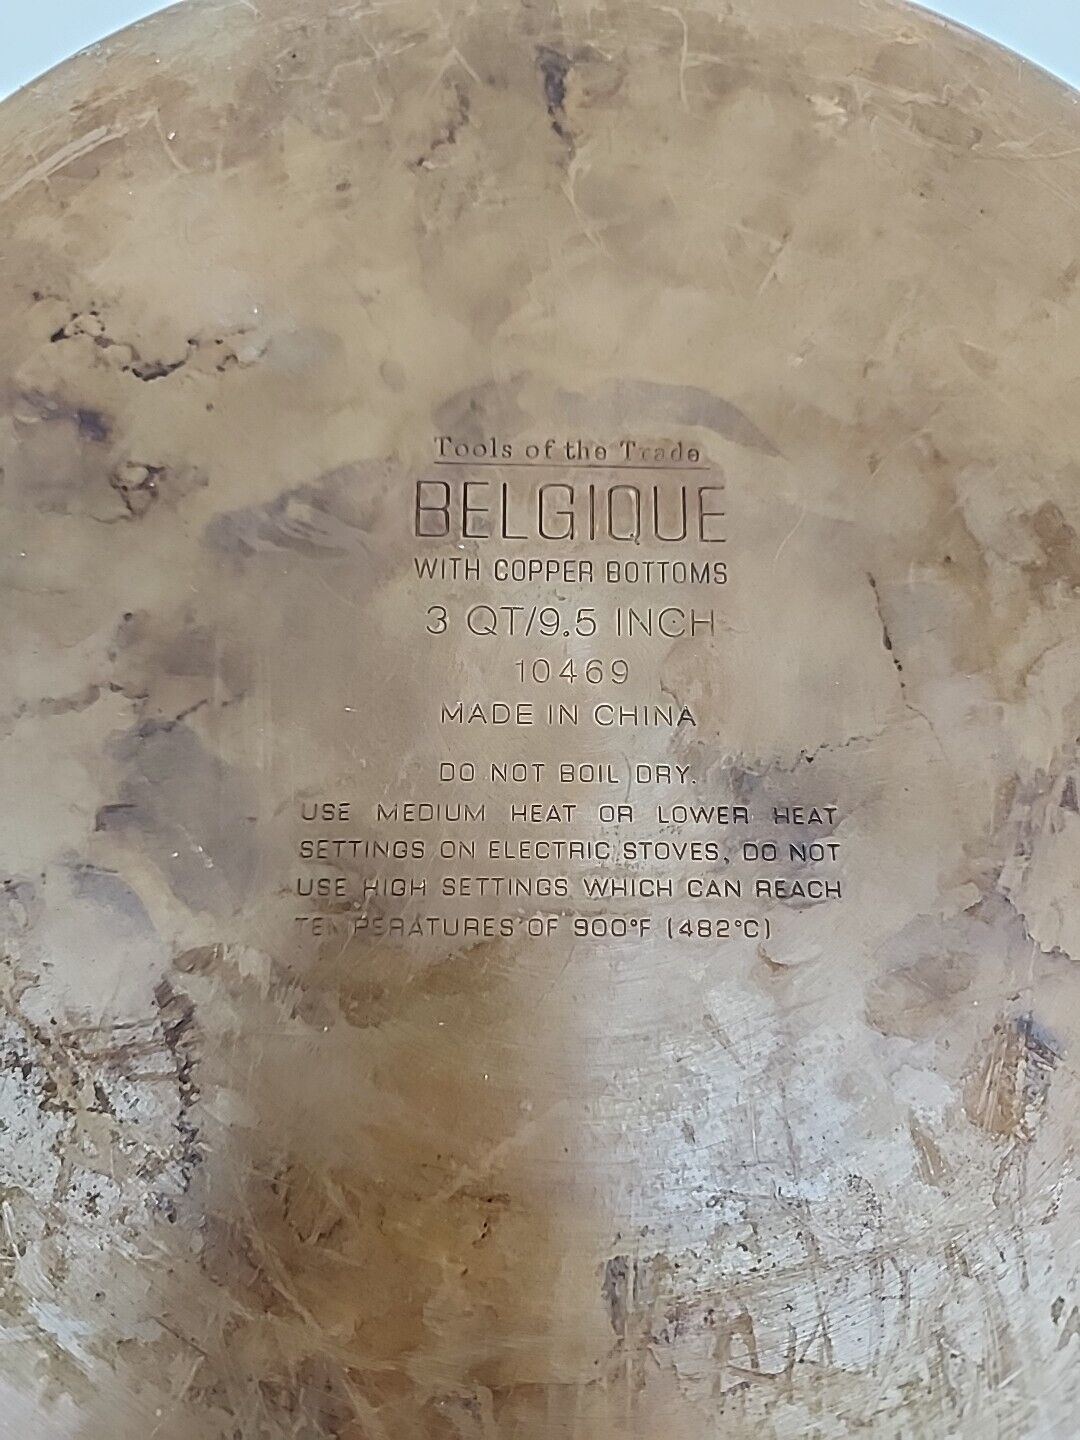 Tools of the Trade
BELGIQUE
WITH COPPER BOTTOMS
3 QT/9.5 INCH
10469
MADE IN CHINA
DO NOT BOIL DRY.
USE MEDIUM HEAT OR LOWER HEAT
SETTINGS ON ELECTRIC STOVES, DO NOT
USE HIGH SETTINGS WHICH CAN REACH
TEMPERATURES OF 900°F (482°C)